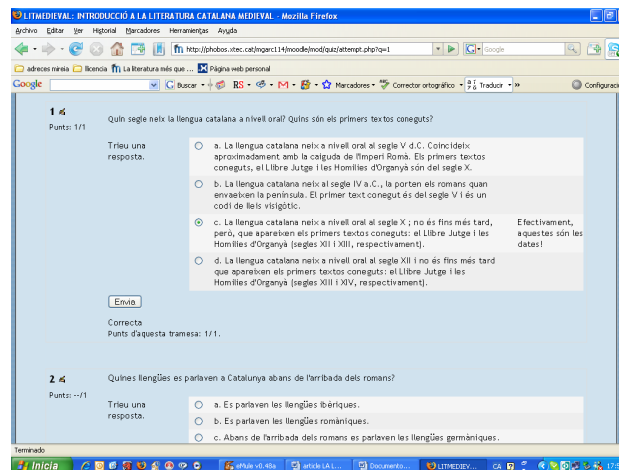 LITMEDIEVAL: INTRODUCCIÓ A LA LITERATURA CATALANA MEDIEVAL - Mozilla Firefox
Archivo Editar Ver Historial Marcadores Herramientas Ayuda
http://phobos.xtec.cat/mgarc114/moodle/mod/quiz/attempt.php?q=1
Google
adreces mireia llicencia La literatura més que ... Página web personal
Google Buscar RS Marcadores Corrector ortográfico Traducir » Configuraci
1
Punts: 1/1
Quin segle neix la llengua catalana a nivell oral? Quins són els primers textos coneguts?
Trieu una
resposta.
a. La llengua catalana neix a nivell oral al segle V d.C. Coincideix
aproximadament amb la caiguda de l'Imperi Romà. Els primers textos
coneguts, el Llibre Jutge i les Homilies d'Organyà són del segle X.
b. La llengua catalana neix al segle IV a.C., la porten els romans quan
envaeixen la península. El primer text conegut és del segle V i és un
codi de lleis visigòtic.
c. La llengua catalana neix a nivell oral al segle X ; no és fins més tard,
però, que apareixen els primers textos coneguts: el Llibre Jutge i les
Homilies d'Organyà (segles XII i XIII, respectivament).
Efectivament,
aquestes són les
dates!
d. La llengua catalana neix a nivell oral al segle XII i no és fins més tard
que apareixen els primers textos coneguts: el Llibre Jutge i les
Homilies d'Organyà (segles XIII i XIV, respectivament).
Envia
Correcta
Punts d'aquesta tramesa: 1/1.
2
Punts: --/1
Quines llengües es parlaven a Catalunya abans de l'arribada dels romans?
Trieu una
resposta.
a. Es parlaven les llengües ibèriques.
b. Es parlaven les llengües romàniques.
c. Abans de l'arribada dels romans es parlaven les llengües germàniques.
Terminado
Inicio eMule v0.48a article LA L... Documento... LITMEDIEV... CA